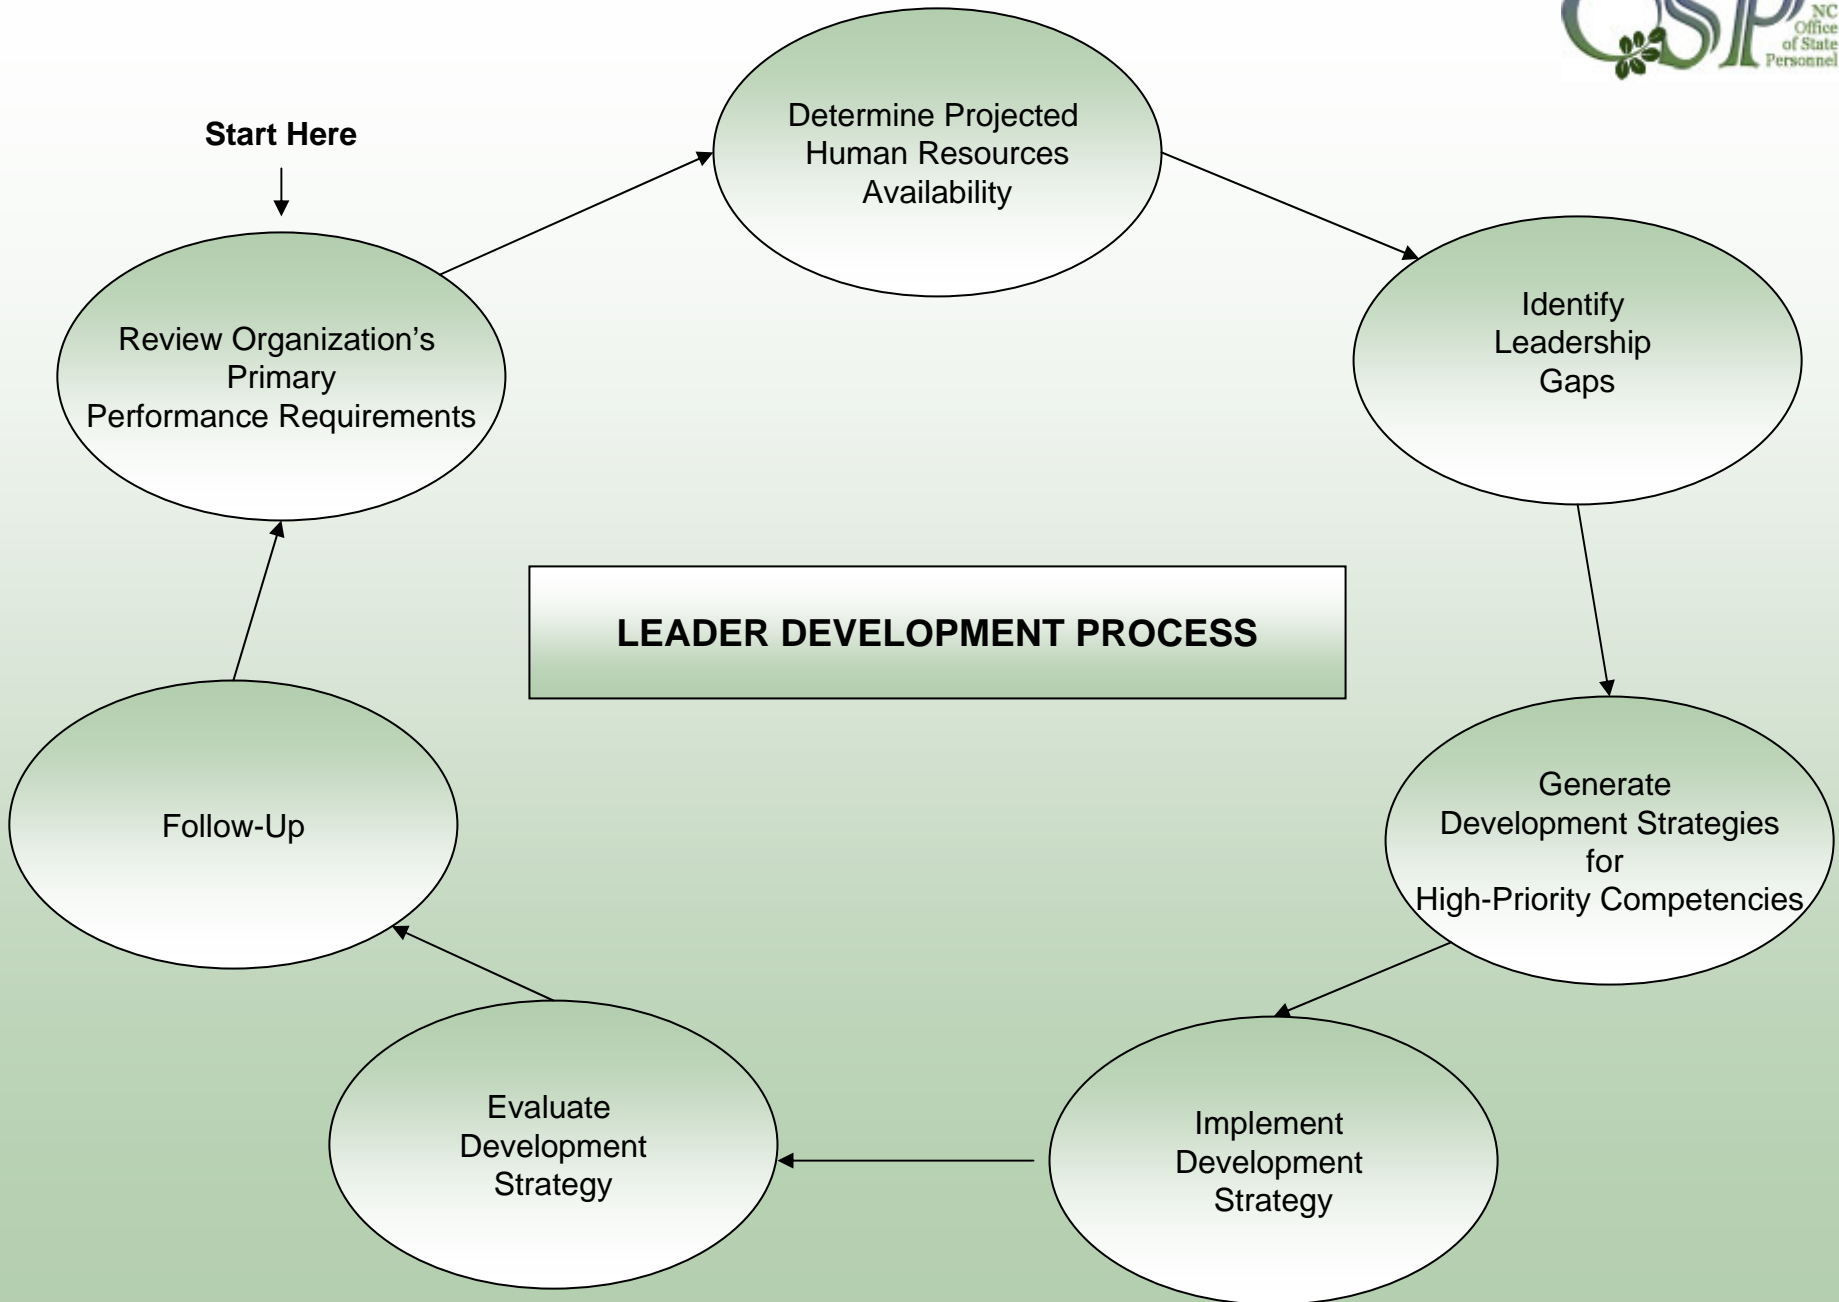 OSP
NC
Office
of State
Personnel
Start Here
Determine Projected
Human Resources
Availability
Review Organization’s
Primary
Performance Requirements
Identify
Leadership
Gaps
LEADER DEVELOPMENT PROCESS
Generate
Development Strategies
for
High-Priority Competencies
Follow-Up
Evaluate
Development
Strategy
Implement
Development
Strategy